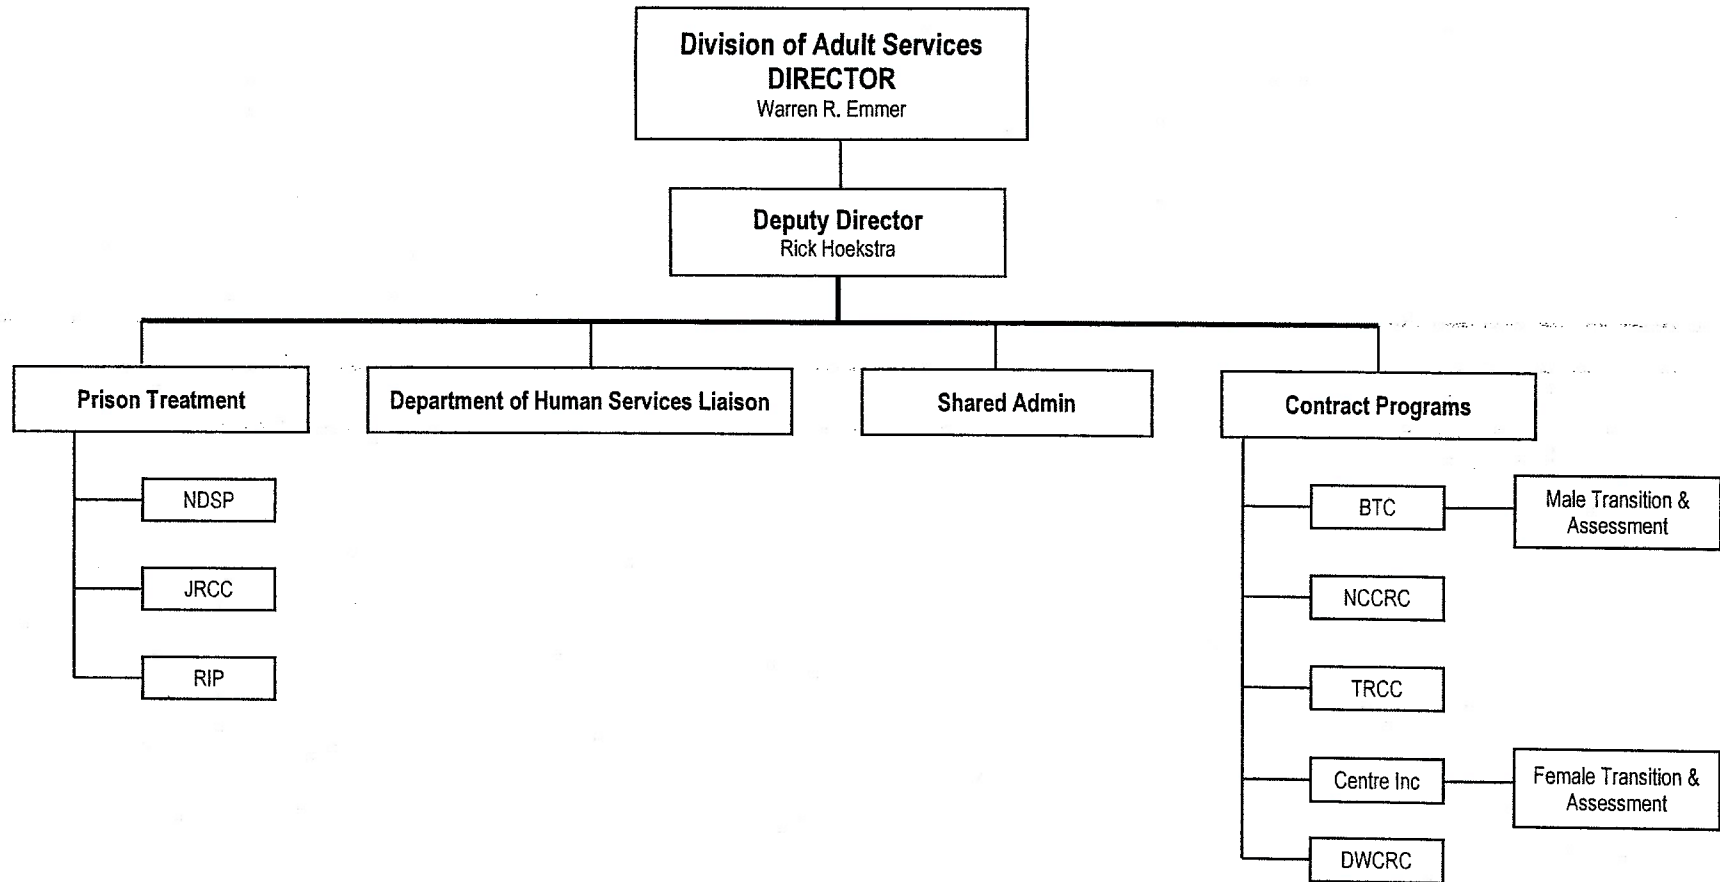 Division of Adult Services
DIRECTOR
Warren R. Emmer
Deputy Director
Rick Hoekstra
Prison Treatment
Department of Human Services Liaison
Shared Admin
Contract Programs
NDSP
JRCC
RIP
BTC
Male Transition &
Assessment
NCCRC
TRCC
Centre Inc
Female Transition &
Assessment
DWCRC